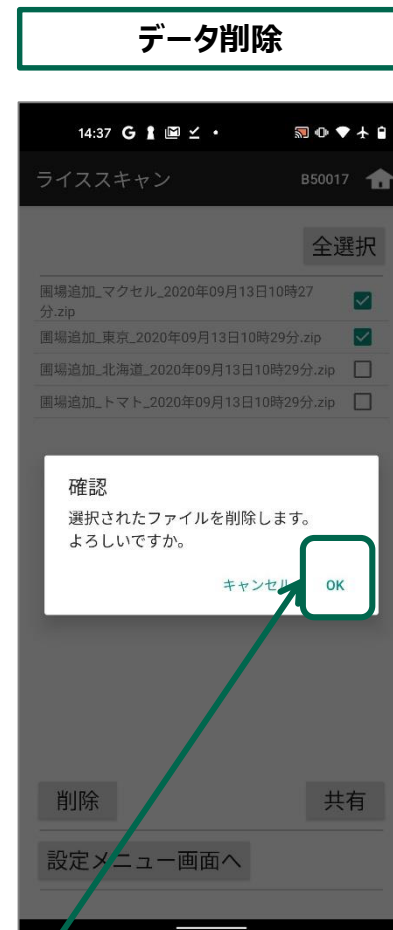 データ削除
14:37
ライススキャン B50017
全選択
圃場追加_マクセル_2020年09月13日10時27
分.zip
圃場追加_東京_2020年09月13日10時29分.zip
圃場追加_北海道_2020年09月13日10時29分.zip
圃場追加_トマト_2020年09月13日10時29分.zip
確認
選択されたファイルを削除します。
よろしいですか。
キャンセル OK
削除 共有
設定メニュー画面へ